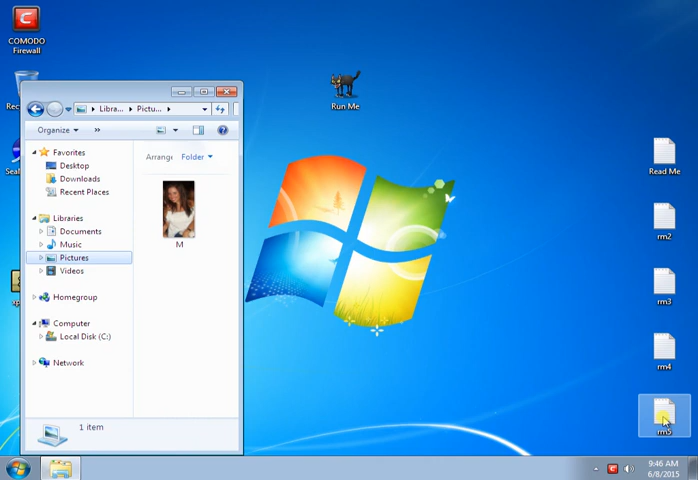 COMODO
Firewall
Run Me
Rec
Libra...
Pictu...
Organize
»
Favorites
Desktop
Downloads
Recent Places
Libraries
Documents
Music
Pictures
Videos
Homegroup
Computer
Local Disk (C:)
Network
Folder
M
1 item
Read Me
rm2
rm3
rm4
rm5
9:46 AM
6/8/2015